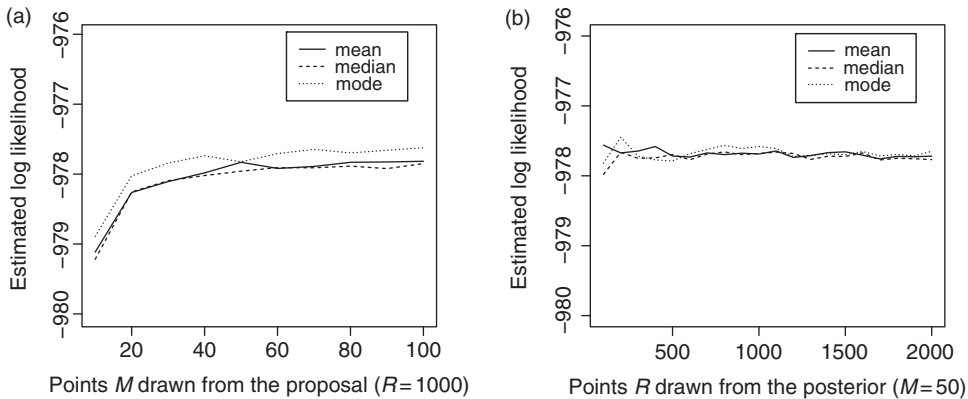 (a)
−976
−977
−978
−979
−980
Estimated log likelihood
mean
median
mode
20
40
60
80
100
Points M drawn from the proposal (R = 1000)
(b)
−976
−977
−978
−979
−980
Estimated log likelihood
mean
median
mode
500
1000
1500
2000
Points R drawn from the posterior (M = 50)